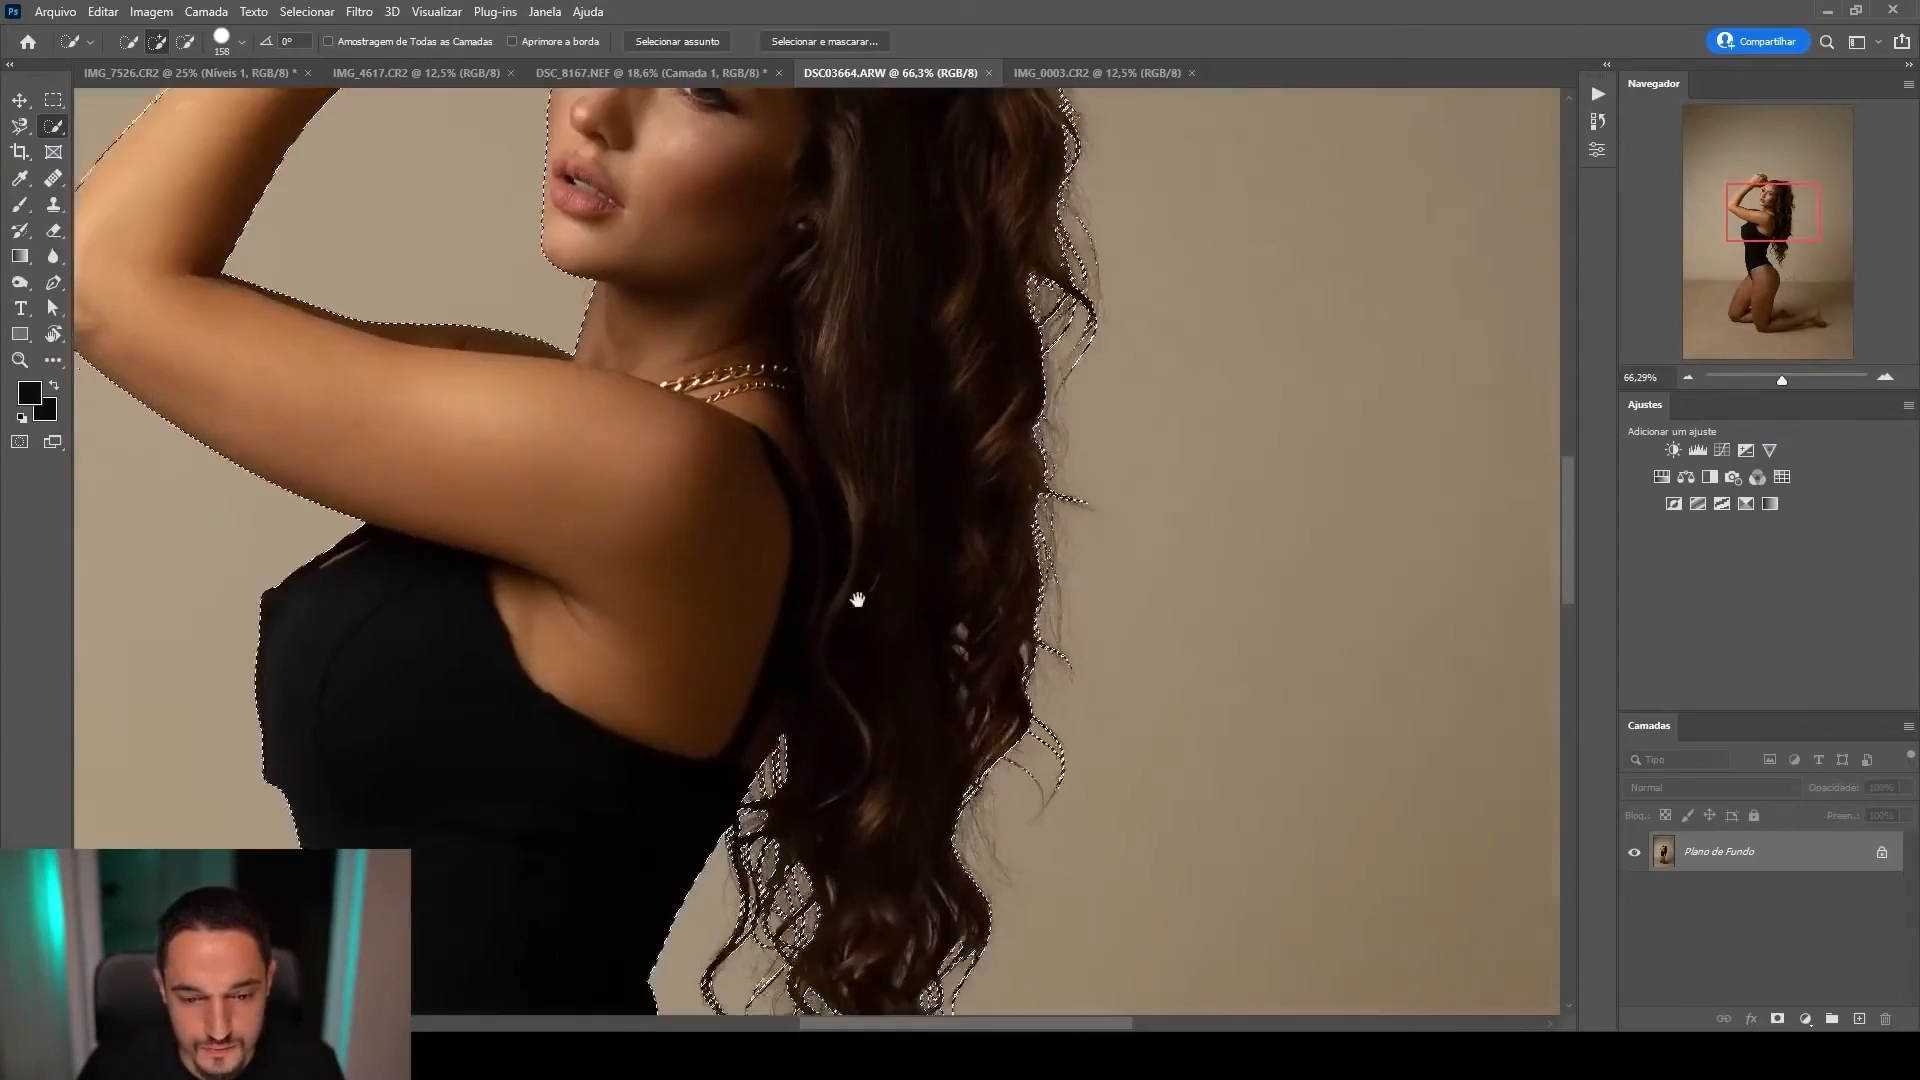 Ps Arquivo Editar Imagem Camada Texto Selecionar Filtro 3D Visualizar Plug-ins Janela Ajuda
158 0° Amostragem de Todas as Camadas Aprimore a borda Selecionar assunto Selecionar e mascarar... Compartilhar
IMG_7526.CR2 @ 25% (Níveis 1, RGB/8) * × IMG_4617.CR2 @ 12,5% (RGB/8) × DSC_8167.NEF @ 18,6% (Camada 1, RGB/8) * × DSC03664.ARW @ 66,3% (RGB/8) × IMG_0003.CR2 @ 12,5% (RGB/8) ×
Navegador
66,29%
Ajustes
Adicionar um ajuste
Camadas
Tipo
Normal Opacidade: 100%
Bloq.: Preen.: 100%
Plano de Fundo
fx